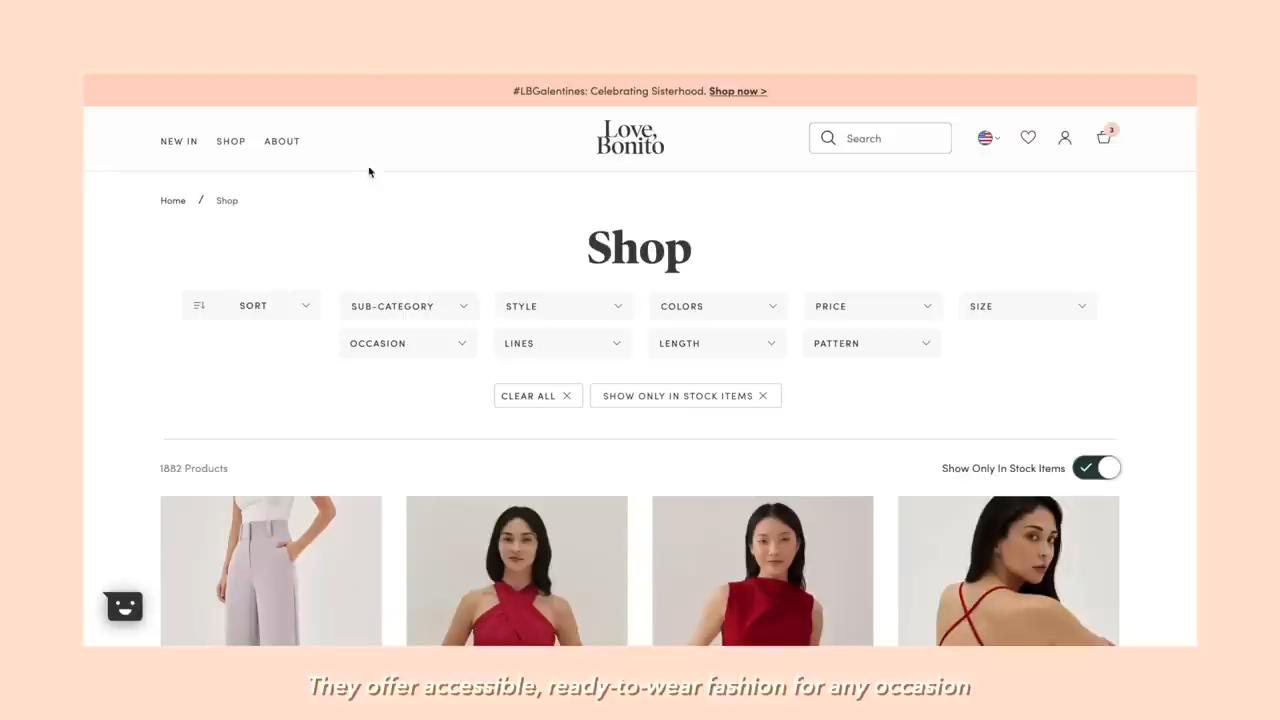 #LBGalentines: Celebrating Sisterhood. Shop now >
NEW IN SHOP ABOUT
Love,
Bonito
Search
3
Home / Shop
Shop
SORT SUB-CATEGORY STYLE COLORS PRICE SIZE
OCCASION LINES LENGTH PATTERN
CLEAR ALL SHOW ONLY IN STOCK ITEMS
1882 Products Show Only In Stock Items
They offer accessible, ready-to-wear fashion for any occasion